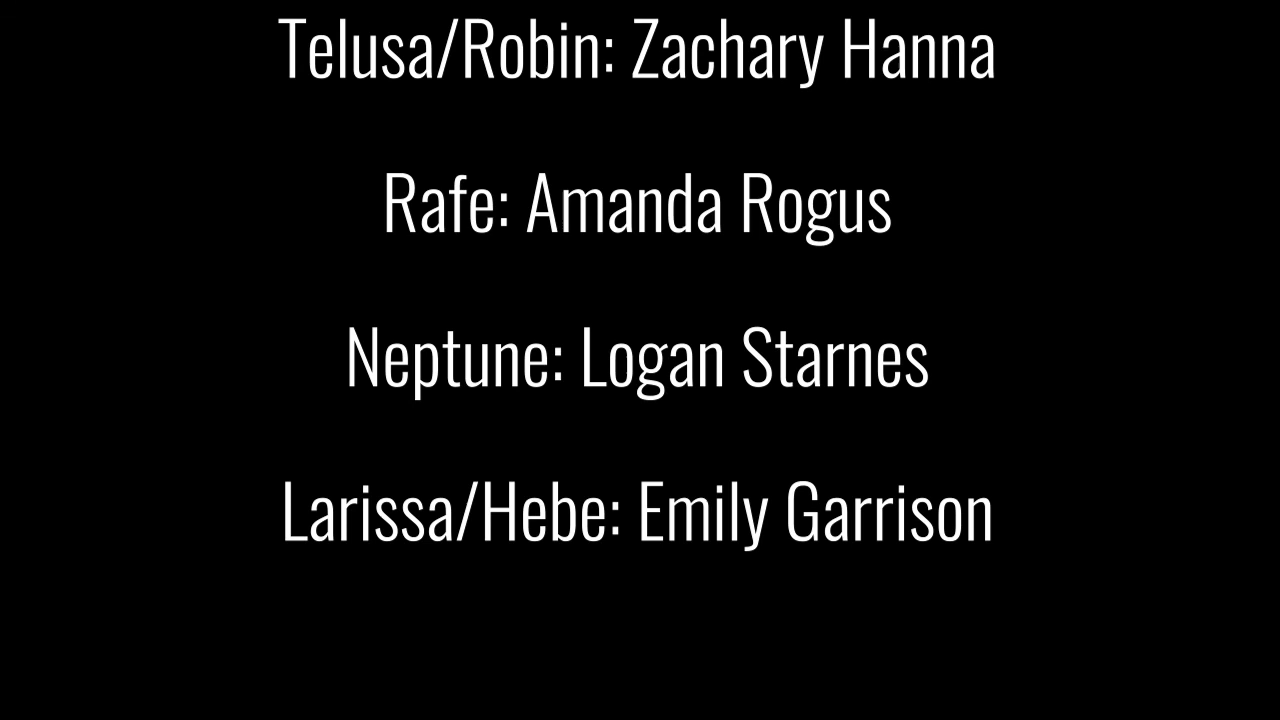 Telusa/Robin: Zachary Hanna
Rafe: Amanda Rogus
Neptune: Logan Starnes
Larissa/Hebe: Emily Garrison